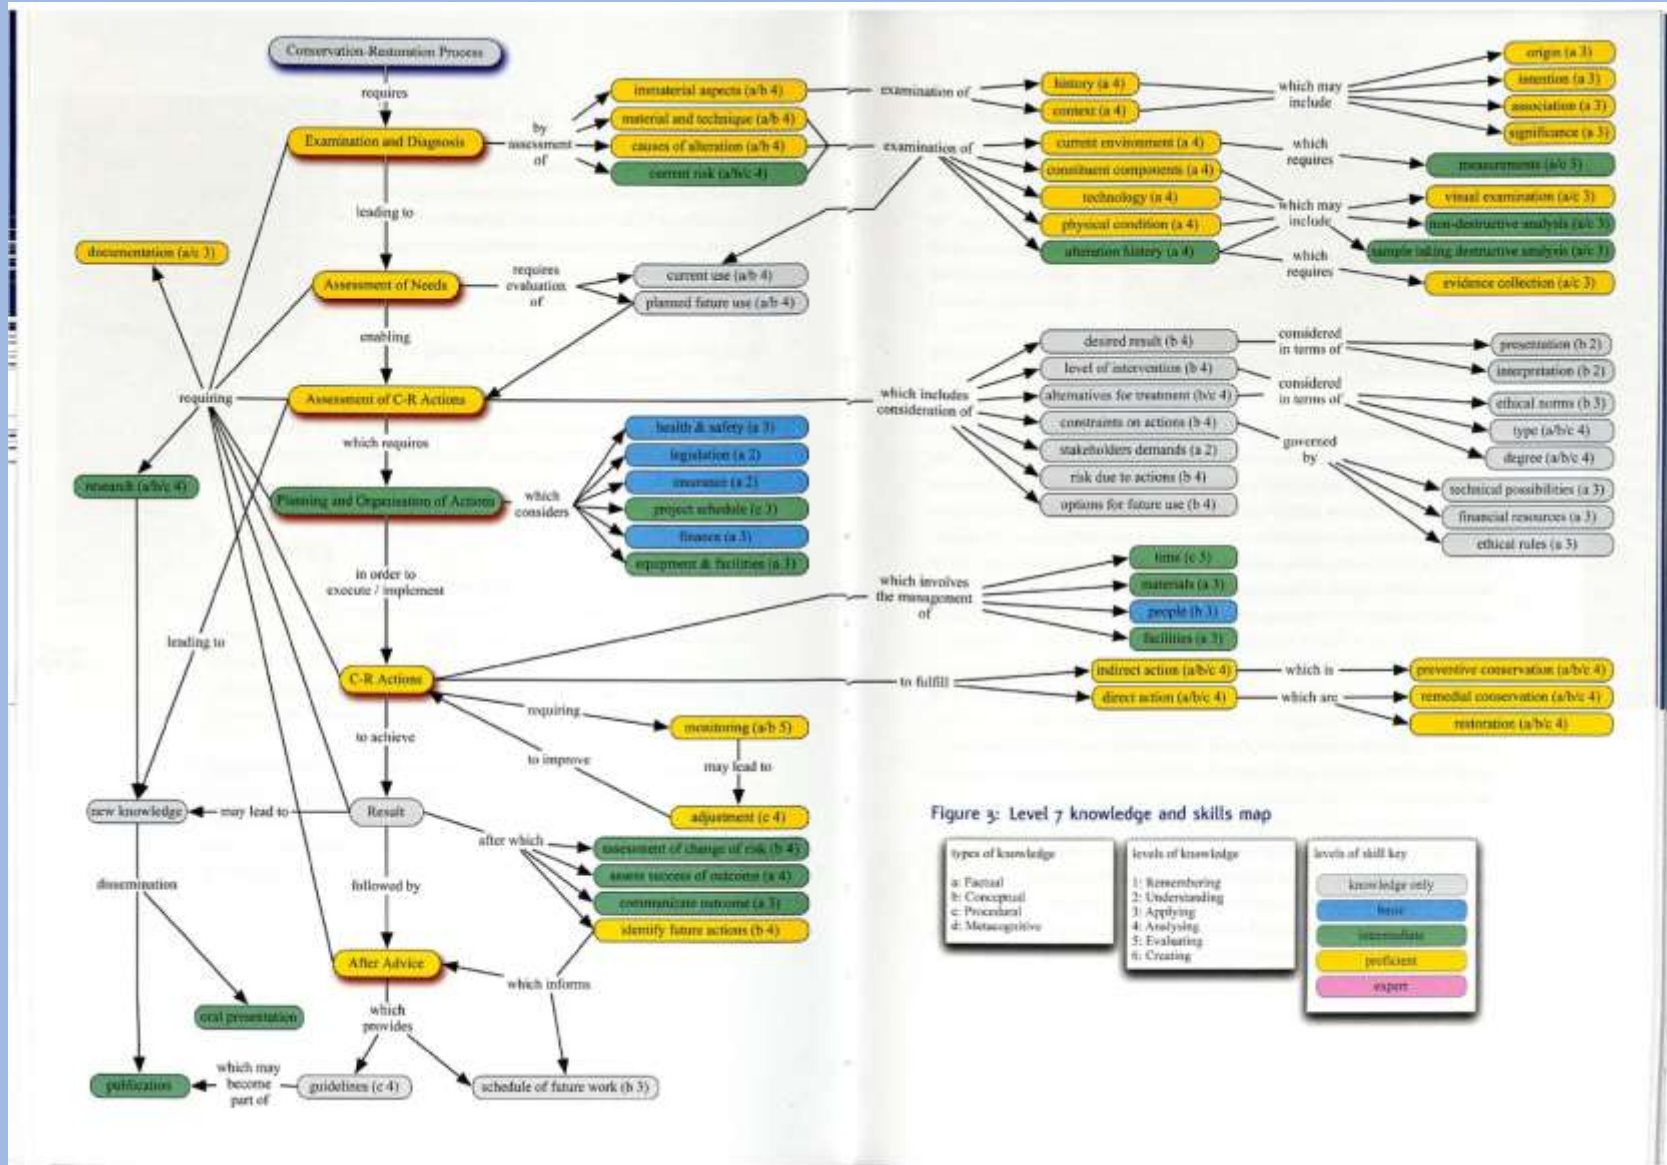 Conservation-Restoration Process
requires
Examination and Diagnosis
by
assessment
of
immaterial aspects (a/b 4)
material and technique (a/b 4)
causes of alteration (a/b 4)
current risk (a/b/c 4)
examination of
history (a 4)
context (a 4)
which may
include
origin (a 3)
intention (a 3)
association (a 3)
significance (a 3)
examination of
current environment (a 4)
constituent components (a 4)
technology (a 4)
physical condition (a 4)
alteration history (a 4)
which
requires
measurements (a/c 3)
which may
include
visual examination (a/c 3)
non-destructive analysis (a/c 3)
sample taking destructive analysis (a/c 3)
which
requires
evidence collection (a/c 3)
leading to
documentation (a/c 3)
Assessment of Needs
requires
evaluation
of
current use (a/b 4)
planned future use (a/b 4)
enabling
requiring
Assessment of C-R Actions
which includes
consideration of
desired result (b 4)
level of intervention (b 4)
alternatives for treatment (b/c 4)
constraints on actions (b 4)
stakeholders demands (a 2)
risk due to actions (b 4)
options for future use (b 4)
considered
in terms of
presentation (b 2)
interpretation (b 2)
considered
in terms of
ethical norms (b 3)
type (a/b/c 4)
degree (a/b/c 4)
governed
by
technical possibilities (a 3)
financial resources (a 3)
ethical rules (a 3)
which requires
research (a/b/c 4)
Planning and Organisation of Actions
which
considers
health & safety (a 3)
legislation (a 2)
insurance (a 2)
project schedule (c 3)
finance (a 3)
equipment & facilities (a 3)
in order to
execute / implement
which involves
the management
of
time (c 3)
materials (a 3)
people (b 3)
facilities (a 3)
leading to
C-R Actions
to fulfill
indirect action (a/b/c 4)
direct action (a/b/c 4)
which is
preventive conservation (a/b/c 4)
which are
remedial conservation (a/b/c 4)
restoration (a/b/c 4)
requiring
monitoring (a/b 5)
to achieve
to improve
may lead to
adjustment (c 4)
new knowledge
may lead to
Result
after which
assessment of change of risk (b 4)
assess success of outcome (a 4)
communicate outcome (a 3)
identify future actions (b 4)
dissemination
followed by
After Advice
which informs
which
provides
oral presentation
publication
which may
become
part of
guidelines (c 4)
schedule of future work (b 3)
Figure 3: Level 7 knowledge and skills map
types of knowledge
a: Factual
b: Conceptual
c: Procedural
d: Metacognitive
levels of knowledge
1: Remembering
2: Understanding
3: Applying
4: Analysing
5: Evaluating
6: Creating
levels of skill key
knowledge only
basic
intermediate
proficient
expert